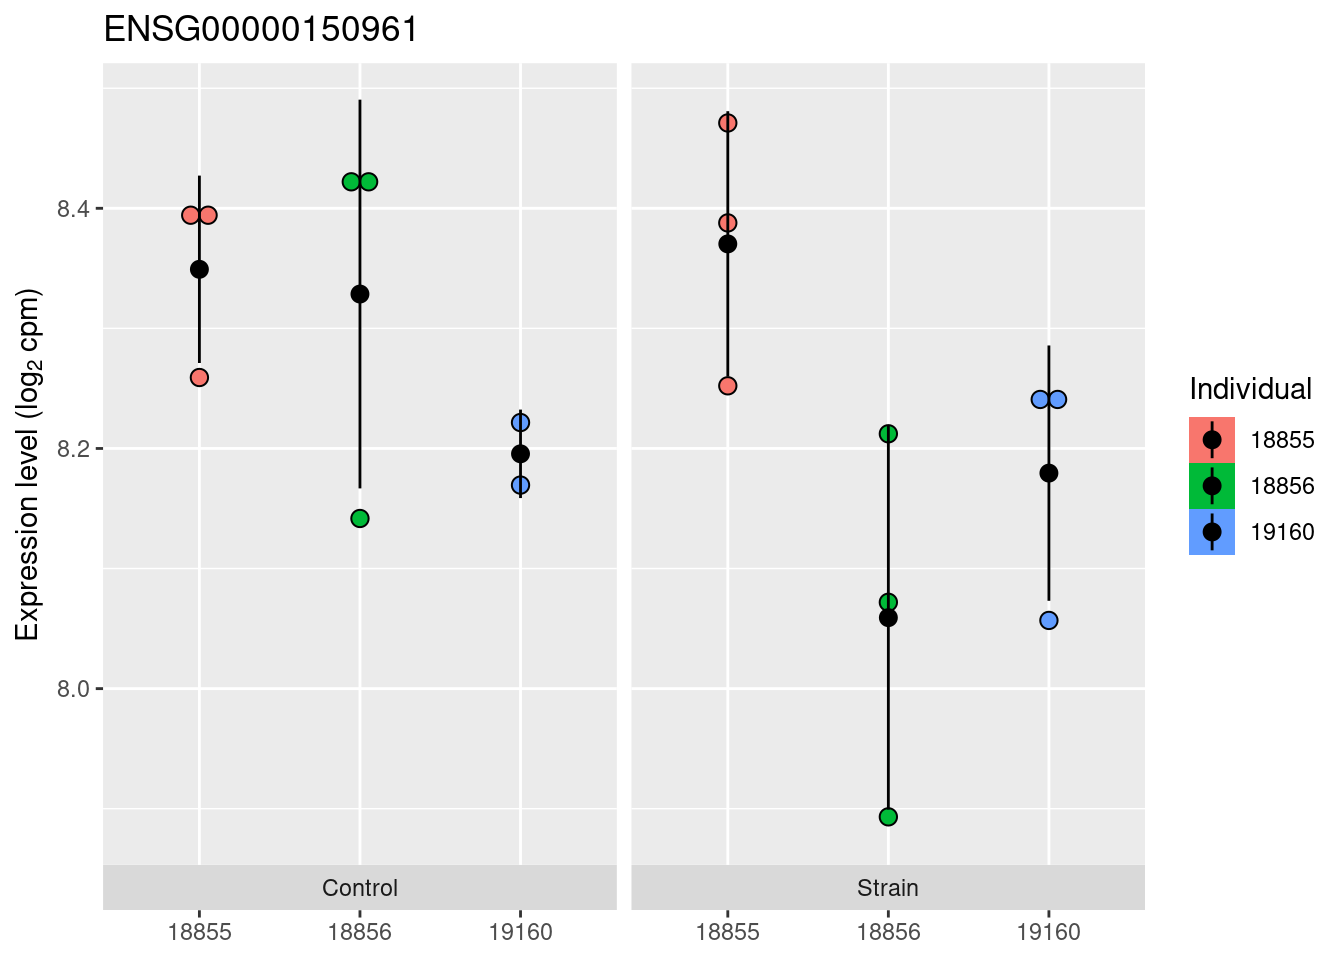 ENSG00000150961
Expression level (log₂ cpm)
8.4
8.2
8.0
Control
Strain
18855
18856
19160
18855
18856
19160
Individual
18855
18856
19160